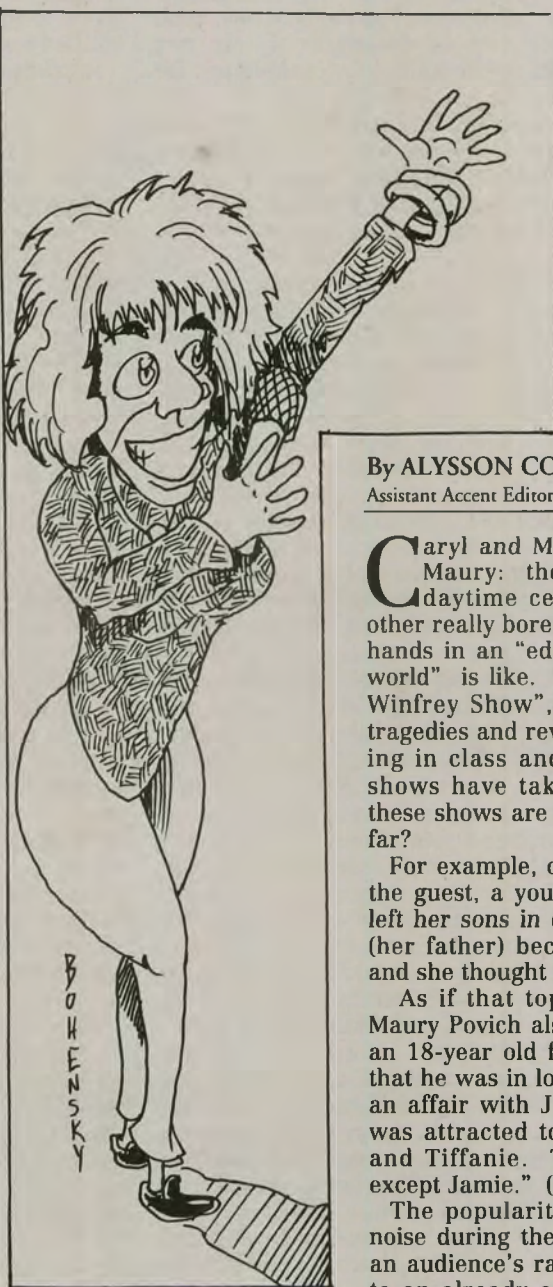 By ALYSSON CO
Assistant Accent Editor
Caryl and M
Maury: the
daytime ce
other really bore
hands in an "ed
world" is like.
Winfrey Show",
tragedies and rev
ing in class and
shows have tak
these shows are
far?
For example, o
the guest, a you
left her sons in
(her father) bec
and she thought
As if that top
Maury Povich als
an 18-year old f
that he was in lo
an affair with J
was attracted to
and Tiffanie.
except Jamie." (
The popularit
noise during the
an audience's ra
BOHENSKY